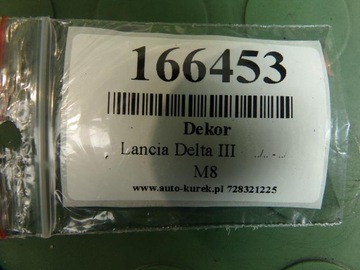 166453
Dekor
Lancia Delta III ../.. - ../
M8
www.auto-kurek.pl 728321225